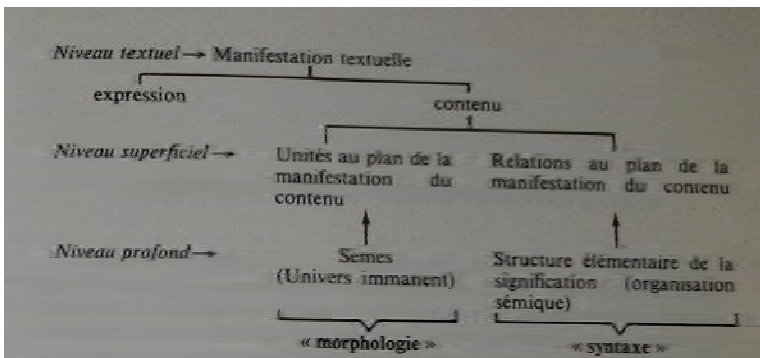 Niveau textuel→ Manifestation textuelle
expression
contenu
Niveau superficiel→
Unités au plan de la
manifestation du
contenu
Relations au plan de la
manifestation du contenu
Niveau profond→
Sèmes
(Univers immanent)
Structure élémentaire de la
signification (organisation
sémique)
« morphologie »
« syntaxe »